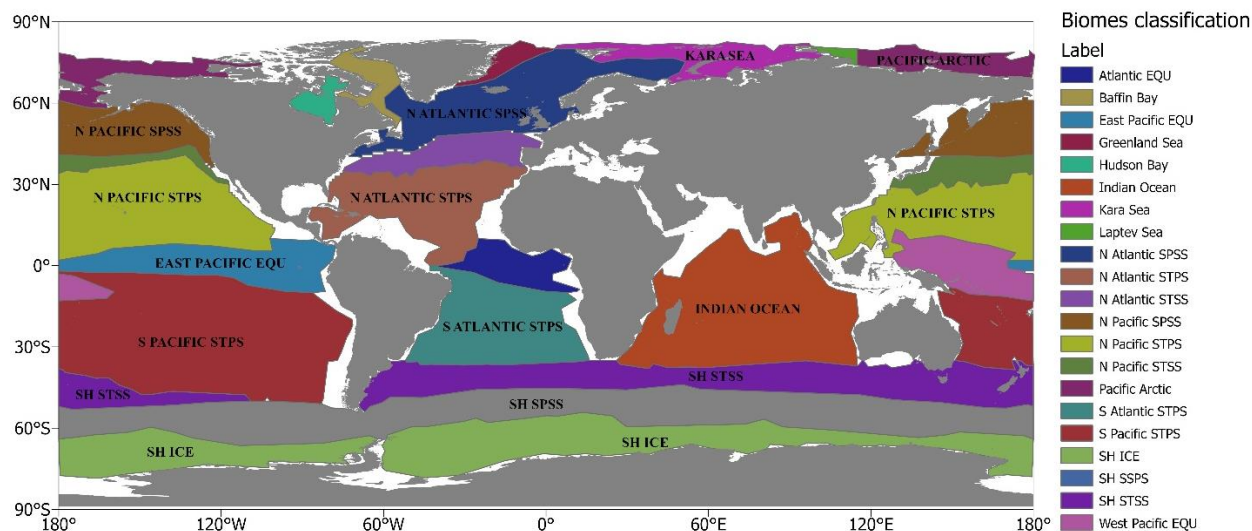 90°N
60°N
30°N
0°
30°S
60°S
90°S
180°
120°W
60°W
0°
60°E
120°E
180°
KARA SEA
PACIFIC ARCTIC
N ATLANTIC SPSS
N PACIFIC SPSS
N PACIFIC STPS
N ATLANTIC STPS
N PACIFIC STPS
EAST PACIFIC EQU
INDIAN OCEAN
S ATLANTIC STPS
S PACIFIC STPS
SH STSS
SH STSS
SH SPSS
SH ICE
SH ICE
Biomes classification
Label
Atlantic EQU
Baffin Bay
East Pacific EQU
Greenland Sea
Hudson Bay
Indian Ocean
Kara Sea
Laptev Sea
N Atlantic SPSS
N Atlantic STPS
N Atlantic STSS
N Pacific SPSS
N Pacific STPS
N Pacific STSS
Pacific Arctic
S Atlantic STPS
S Pacific STPS
SH ICE
SH SSPS
SH STSS
West Pacific EQU